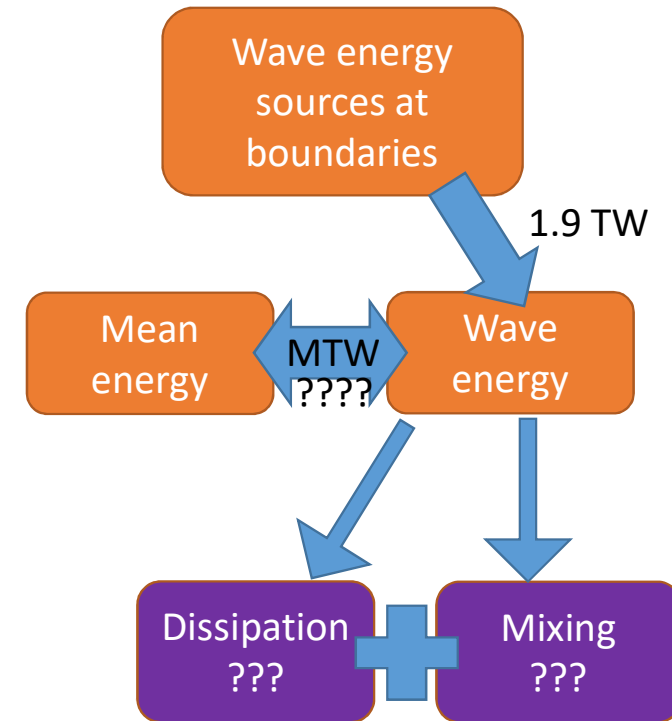 Wave energy
sources at
boundaries
1.9 TW
Mean
energy
MTW
????
Wave
energy
Dissipation
???
Mixing
???